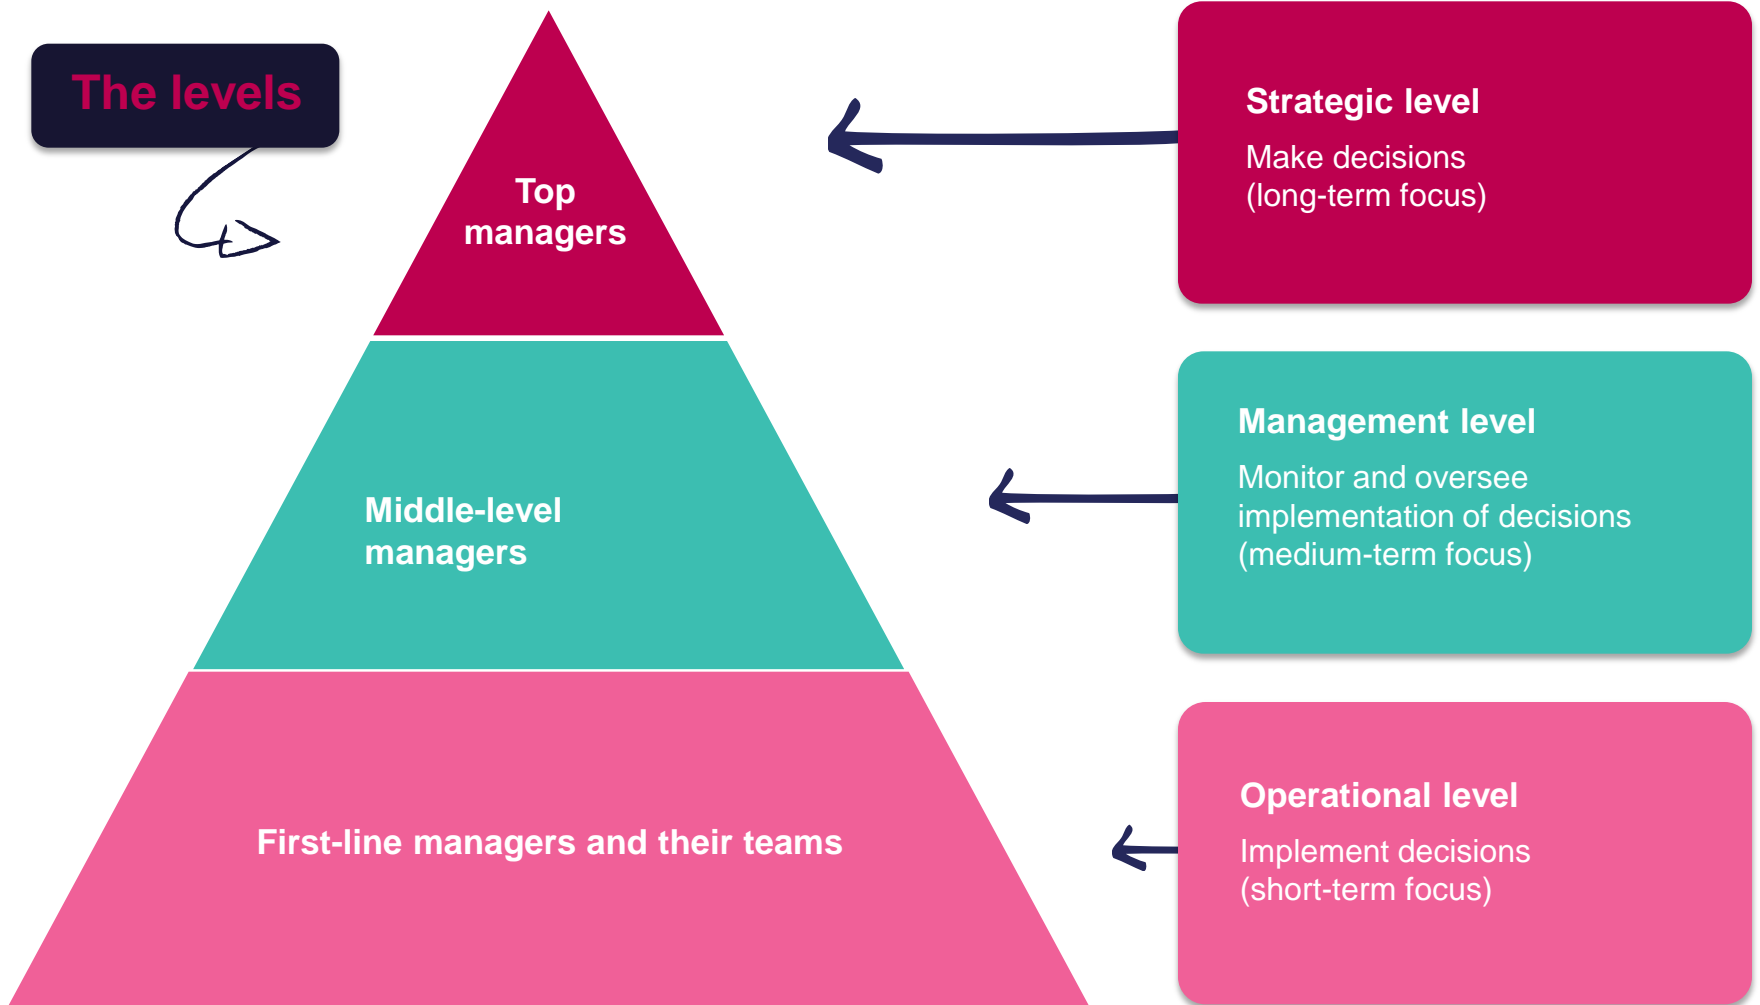 The levels
Top
managers
Strategic level
Make decisions
(long-term focus)
Middle-level
managers
Management level
Monitor and oversee
implementation of decisions
(medium-term focus)
First-line managers and their teams
Operational level
Implement decisions
(short-term focus)